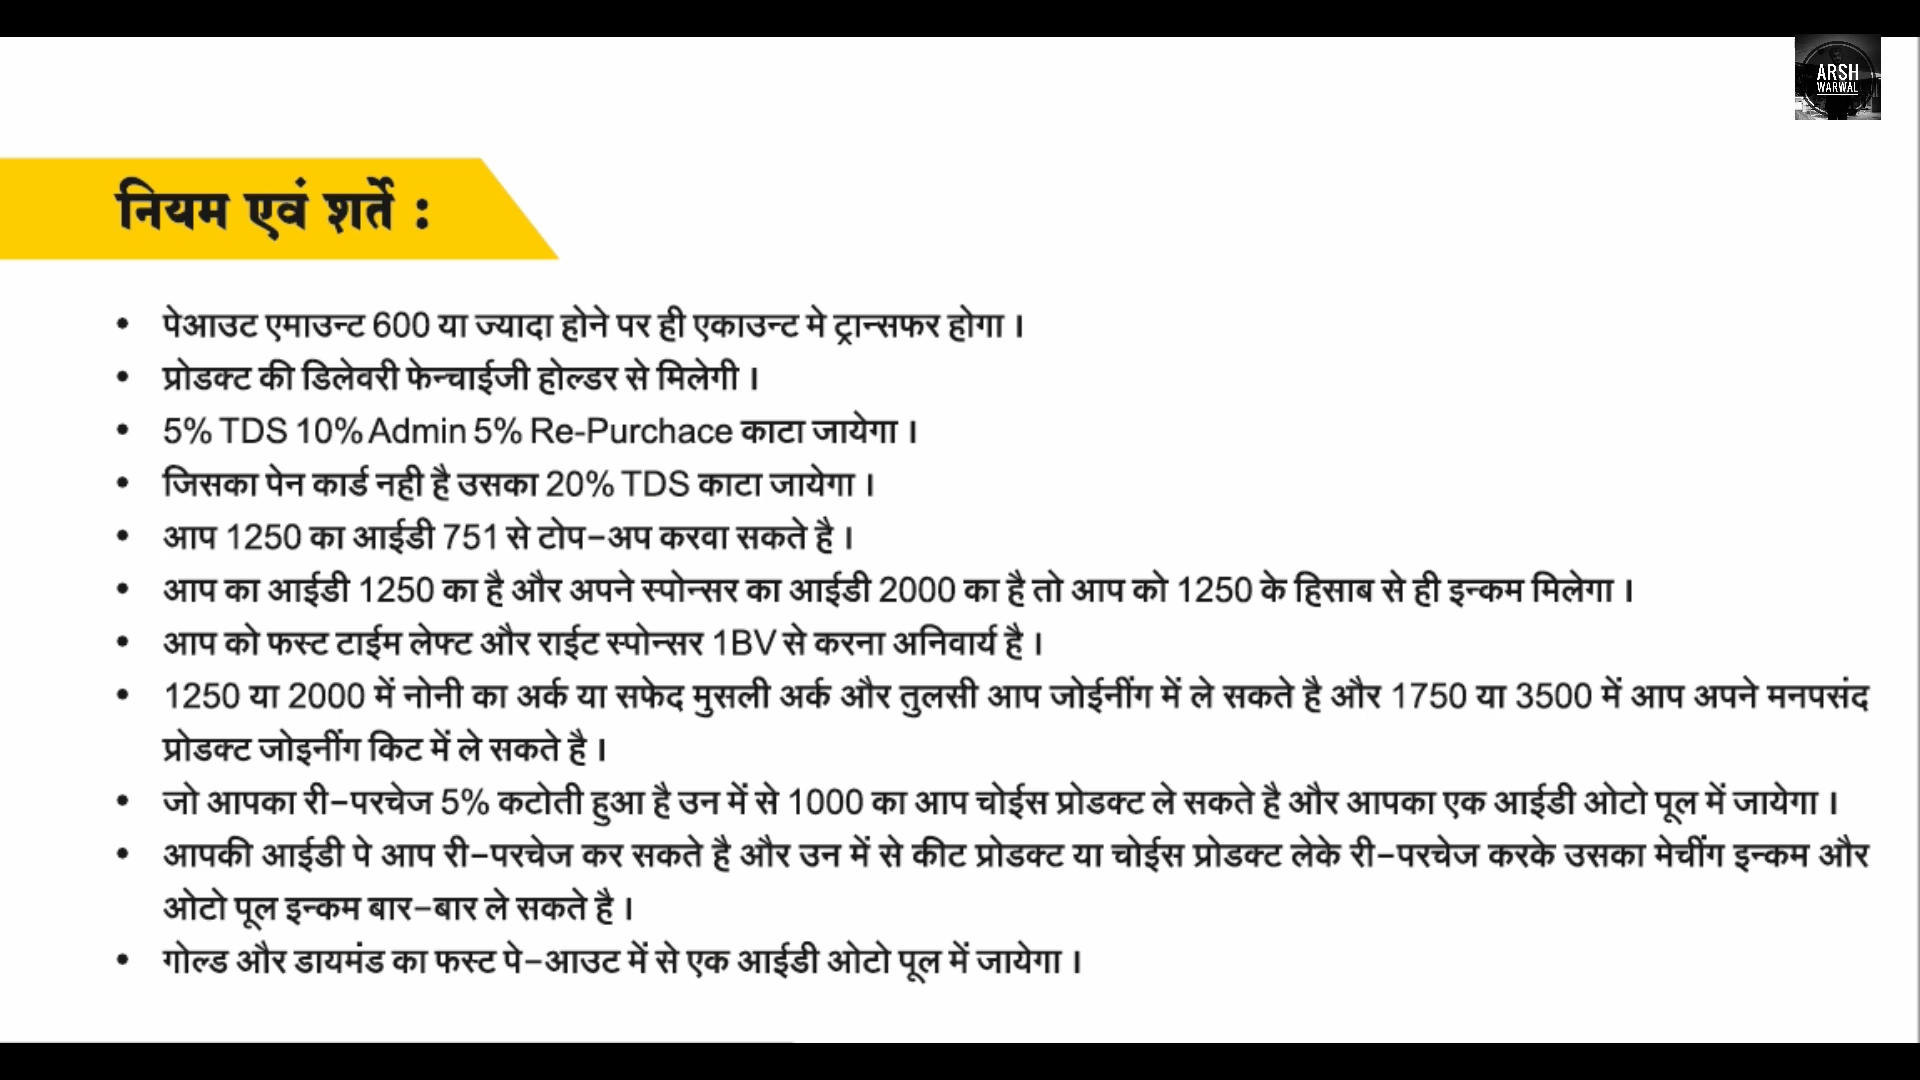 ARSH
WARWAL
नियम एवं शर्ते :
• पेआउट एमाउन्ट 600 या ज्यादा होने पर ही एकाउन्ट मे ट्रान्सफर होगा ।
• प्रोडक्ट की डिलेवरी फेन्चाईजी होल्डर से मिलेगी ।
• 5% TDS 10% Admin 5% Re-Purchace काटा जायेगा ।
• जिसका पेन कार्ड नही है उसका 20% TDS काटा जायेगा ।
• आप 1250 का आईडी 751 से टोप-अप करवा सकते है ।
• आप का आईडी 1250 का है और अपने स्पोन्सर का आईडी 2000 का है तो आप को 1250 के हिसाब से ही इन्कम मिलेगा ।
• आप को फस्ट टाईम लेफ्ट और राईट स्पोन्सर 1BV से करना अनिवार्य है ।
• 1250 या 2000 में नोनी का अर्क या सफेद मुसली अर्क और तुलसी आप जोईनींग में ले सकते है और 1750 या 3500 में आप अपने मनपसंद
प्रोडक्ट जोइनींग किट में ले सकते है ।
• जो आपका री-परचेज 5% कटोती हुआ है उन में से 1000 का आप चोईस प्रोडक्ट ले सकते है और आपका एक आईडी ओटो पूल में जायेगा ।
• आपकी आईडी पे आप री-परचेज कर सकते है और उन में से कीट प्रोडक्ट या चोईस प्रोडक्ट लेके री-परचेज करके उसका मेचींग इन्कम और
ओटो पूल इन्कम बार-बार ले सकते है ।
• गोल्ड और डायमंड का फस्ट पे-आउट में से एक आईडी ओटो पूल में जायेगा ।